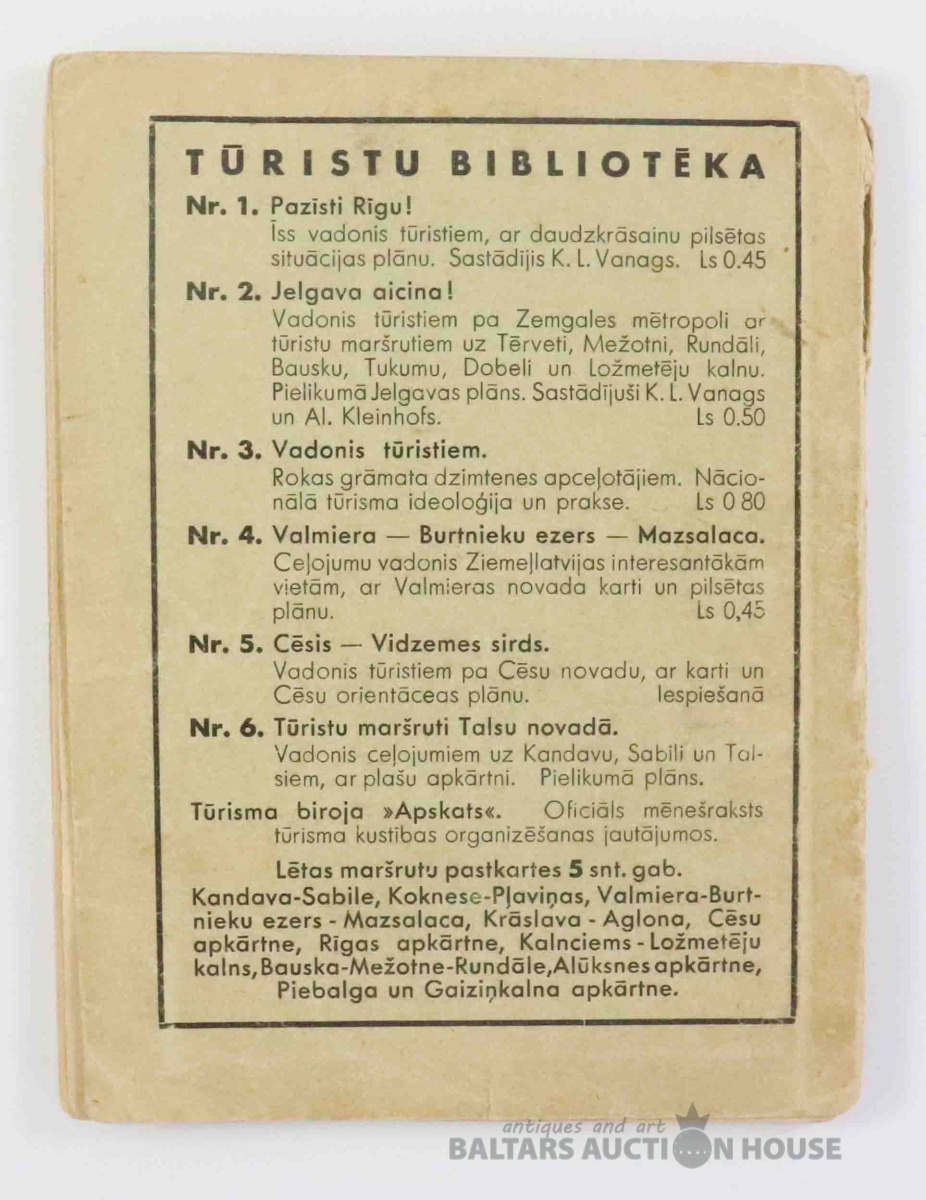 TŪRISTU BIBLIOTĒKA
Nr. 1. Pazīsti Rīgu!
Īss vadonis tūristiem, ar daudzkrāsainu pilsētas
situācijas plānu. Sastādījis K. L. Vanags. Ls 0.45
Nr. 2. Jelgava aicina!
Vadonis tūristiem pa Zemgales mētropoli ar
tūristu maršrutiem uz Tērveti, Mežotni, Rundāli,
Bausku, Tukumu, Dobeli un Ložmetēju kalnu.
Pielikumā Jelgavas plāns. Sastādījuši K. L. Vanags
un Al. Kleinhofs. Ls 0.50
Nr. 3. Vadonis tūristiem.
Rokas grāmata dzimtenes apceļotājiem. Nācio-
nālā tūrisma ideoloģija un prakse. Ls 0 80
Nr. 4. Valmiera — Burtnieku ezers — Mazsalaca.
Ceļojumu vadonis Ziemeļlatvijas interesantākām
vietām, ar Valmieras novada karti un pilsētas
plānu. Ls 0,45
Nr. 5. Cēsis — Vidzemes sirds.
Vadonis tūristiem pa Cēsu novadu, ar karti un
Cēsu orientāceas plānu. Iespiešanā
Nr. 6. Tūristu maršruti Talsu novadā.
Vadonis ceļojumiem uz Kandavu, Sabili un Tal-
siem, ar plašu apkārtni. Pielikumā plāns.
Tūrisma biroja »Apskats«. Oficiāls mēnešraksts
tūrisma kustības organizēšanas jautājumos.
Lētas maršrutu pastkartes 5 snt. gab.
Kandava-Sabile, Koknese-Pļaviņas, Valmiera-Burt-
nieku ezers - Mazsalaca, Krāslava - Aglona, Cēsu
apkārtne, Rīgas apkārtne, Kalnciems - Ložmetēju
kalns, Bauska-Mežotne-Rundāle, Alūksnes apkārtne,
Piebalga un Gaiziņkalna apkārtne.
antiques and art
BALTARS AUCTION HOUSE